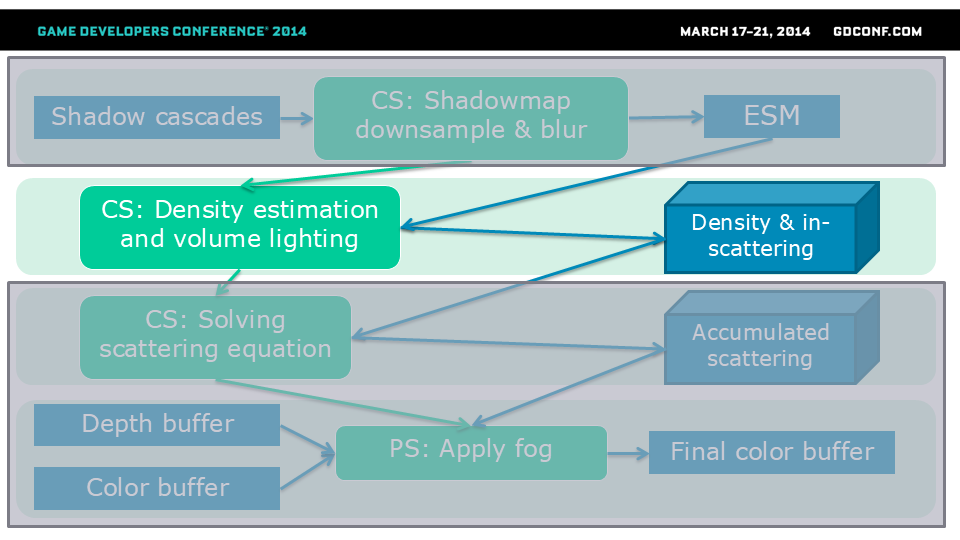 GAME DEVELOPERS CONFERENCE® 2014
MARCH 17–21, 2014 GDCONF.COM
Shadow cascades
CS: Shadowmap
downsample & blur
ESM
CS: Density estimation
and volume lighting
Density & in-
scattering
CS: Solving
scattering equation
Accumulated
scattering
Depth buffer
Color buffer
PS: Apply fog
Final color buffer